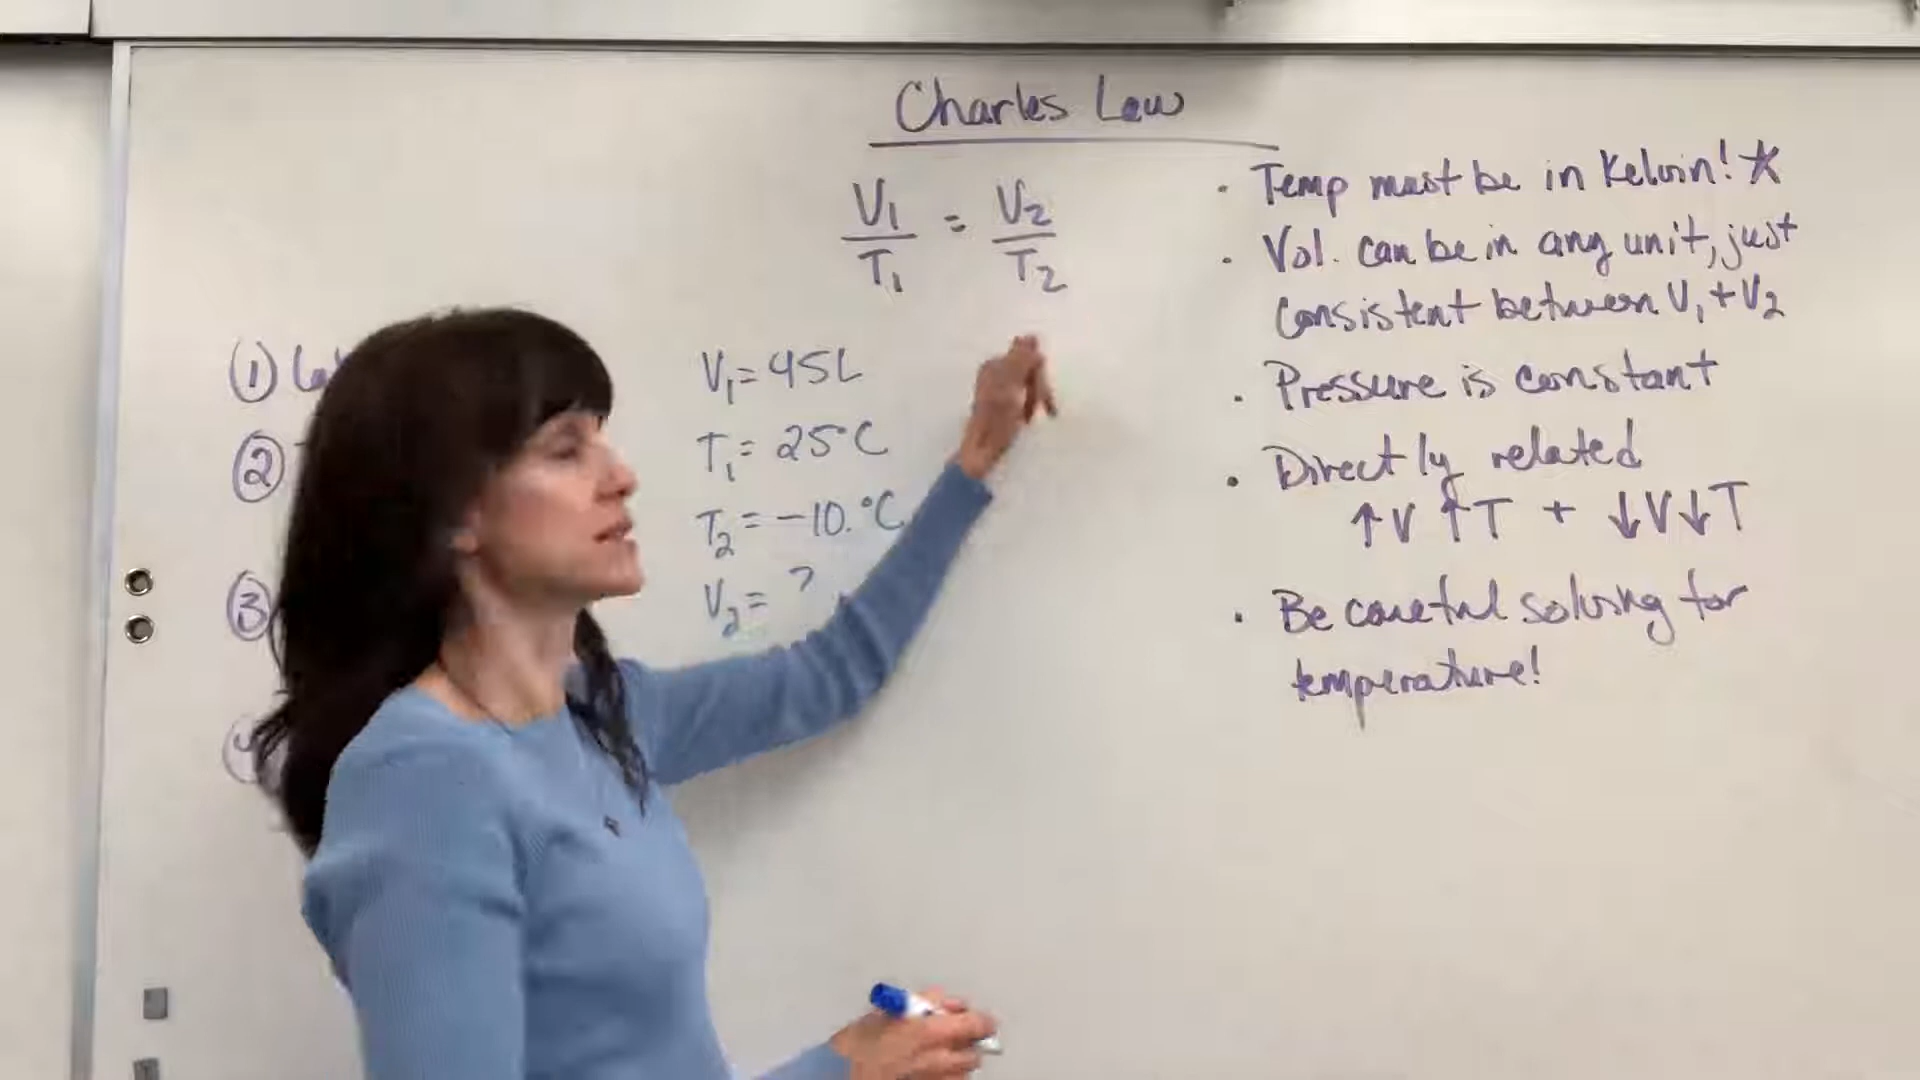 Charles Law
V₁/T₁ = V₂/T₂
· Temp must be in Kelvin! ☆
· Vol. can be in any unit, just
consistent between V₁ + V₂
· Pressure is constant
· Directly related
↑V ↑T + ↓V↓T
· Be careful solving for
temperature!
①
②
③
④
V₁ = 45L
T₁ = 25°C
T₂ = -10.°C
V₂ = ?